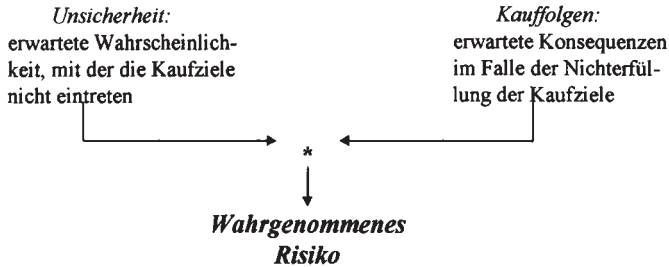 Unsicherheit:
erwartete Wahrscheinlich-
keit, mit der die Kaufziele
nicht eintreten
Kauffolgen:
erwartete Konsequenzen
im Falle der Nichterfül-
lung der Kaufziele
*
Wahrgenommenes
Risiko